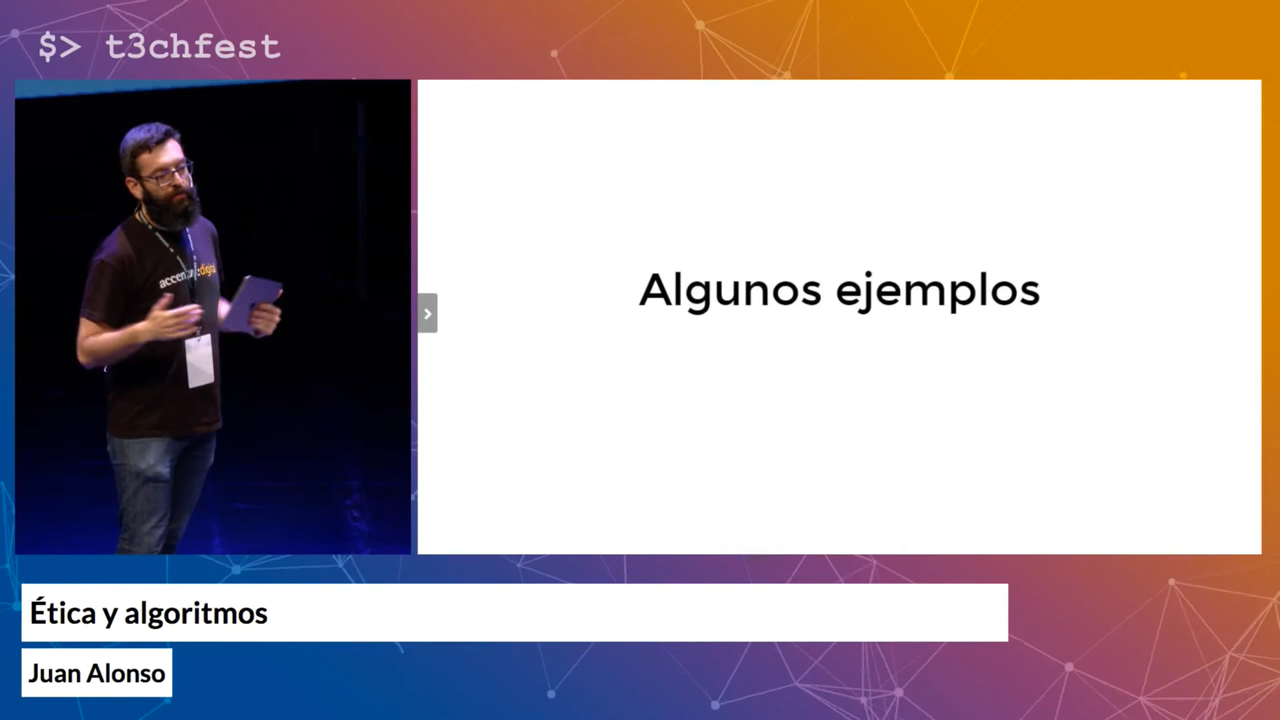 $> t3chfest
Algunos ejemplos
Ética y algoritmos
Juan Alonso